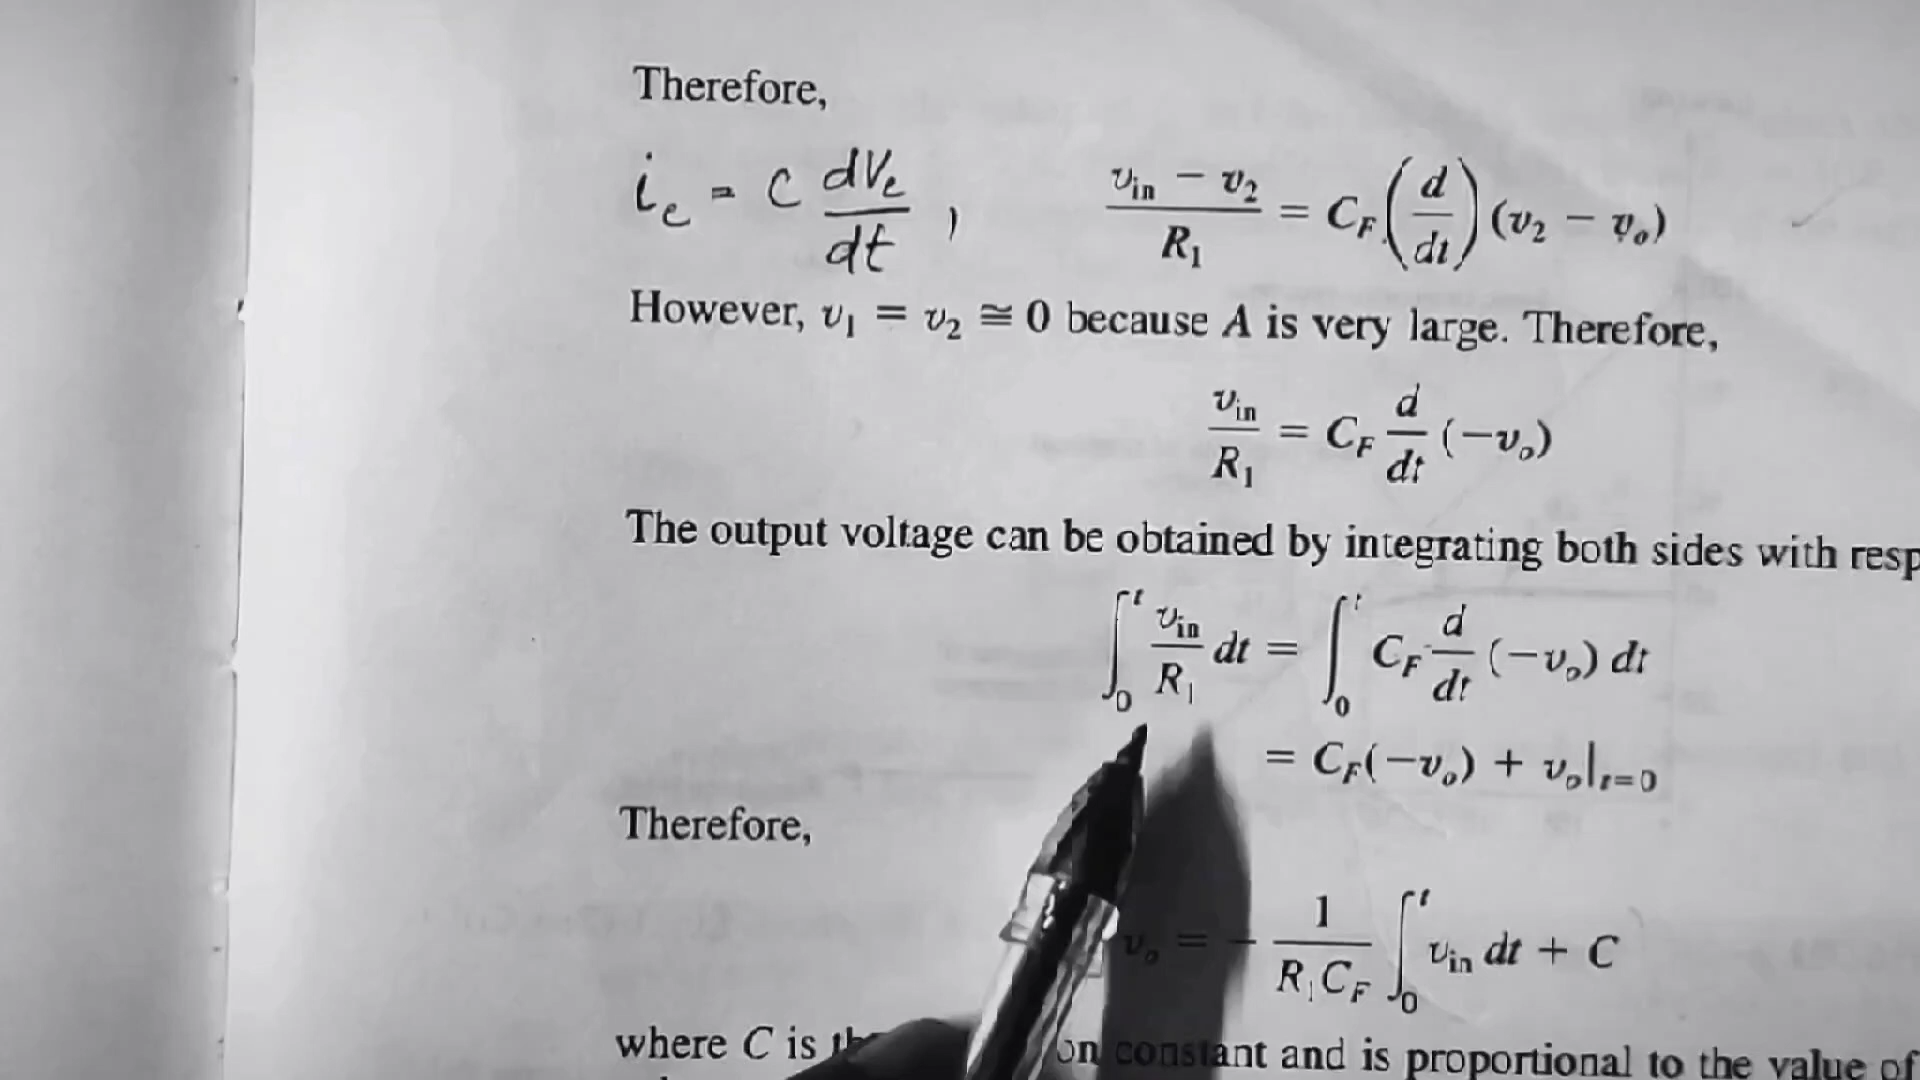 Therefore,
i_c = C dV_c/dt , (v_in − v_2)/R_1 = C_F (d/dt) (v_2 − v_o)
However, v_1 = v_2 ≅ 0 because A is very large. Therefore,
v_in/R_1 = C_F d/dt (−v_o)
The output voltage can be obtained by integrating both sides with resp
∫_0^t v_in/R_1 dt = ∫_0^t C_F d/dt (−v_o) dt
= C_F(−v_o) + v_o|_t=0
Therefore,
v_o = − 1/(R_1 C_F) ∫_0^t v_in dt + C
where C is constant and is proportional to the value of